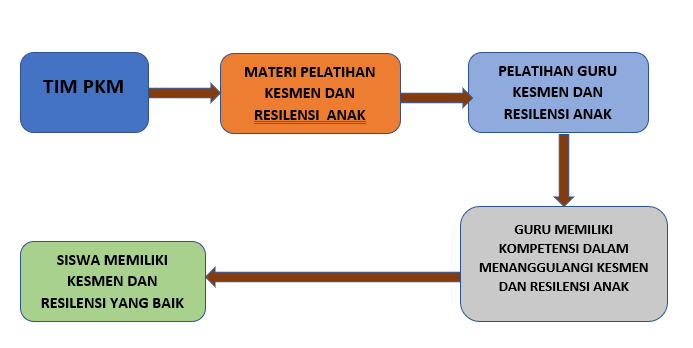 TIM PKM
MATERI PELATIHAN
KESMEN DAN
RESILENSI ANAK
PELATIHAN GURU
KESMEN DAN
RESILENSI ANAK
GURU MEMILIKI
KOMPETENSI DALAM
MENANGGULANGI KESMEN
DAN RESILENSI ANAK
SISWA MEMILIKI
KESMEN DAN
RESILENSI YANG BAIK